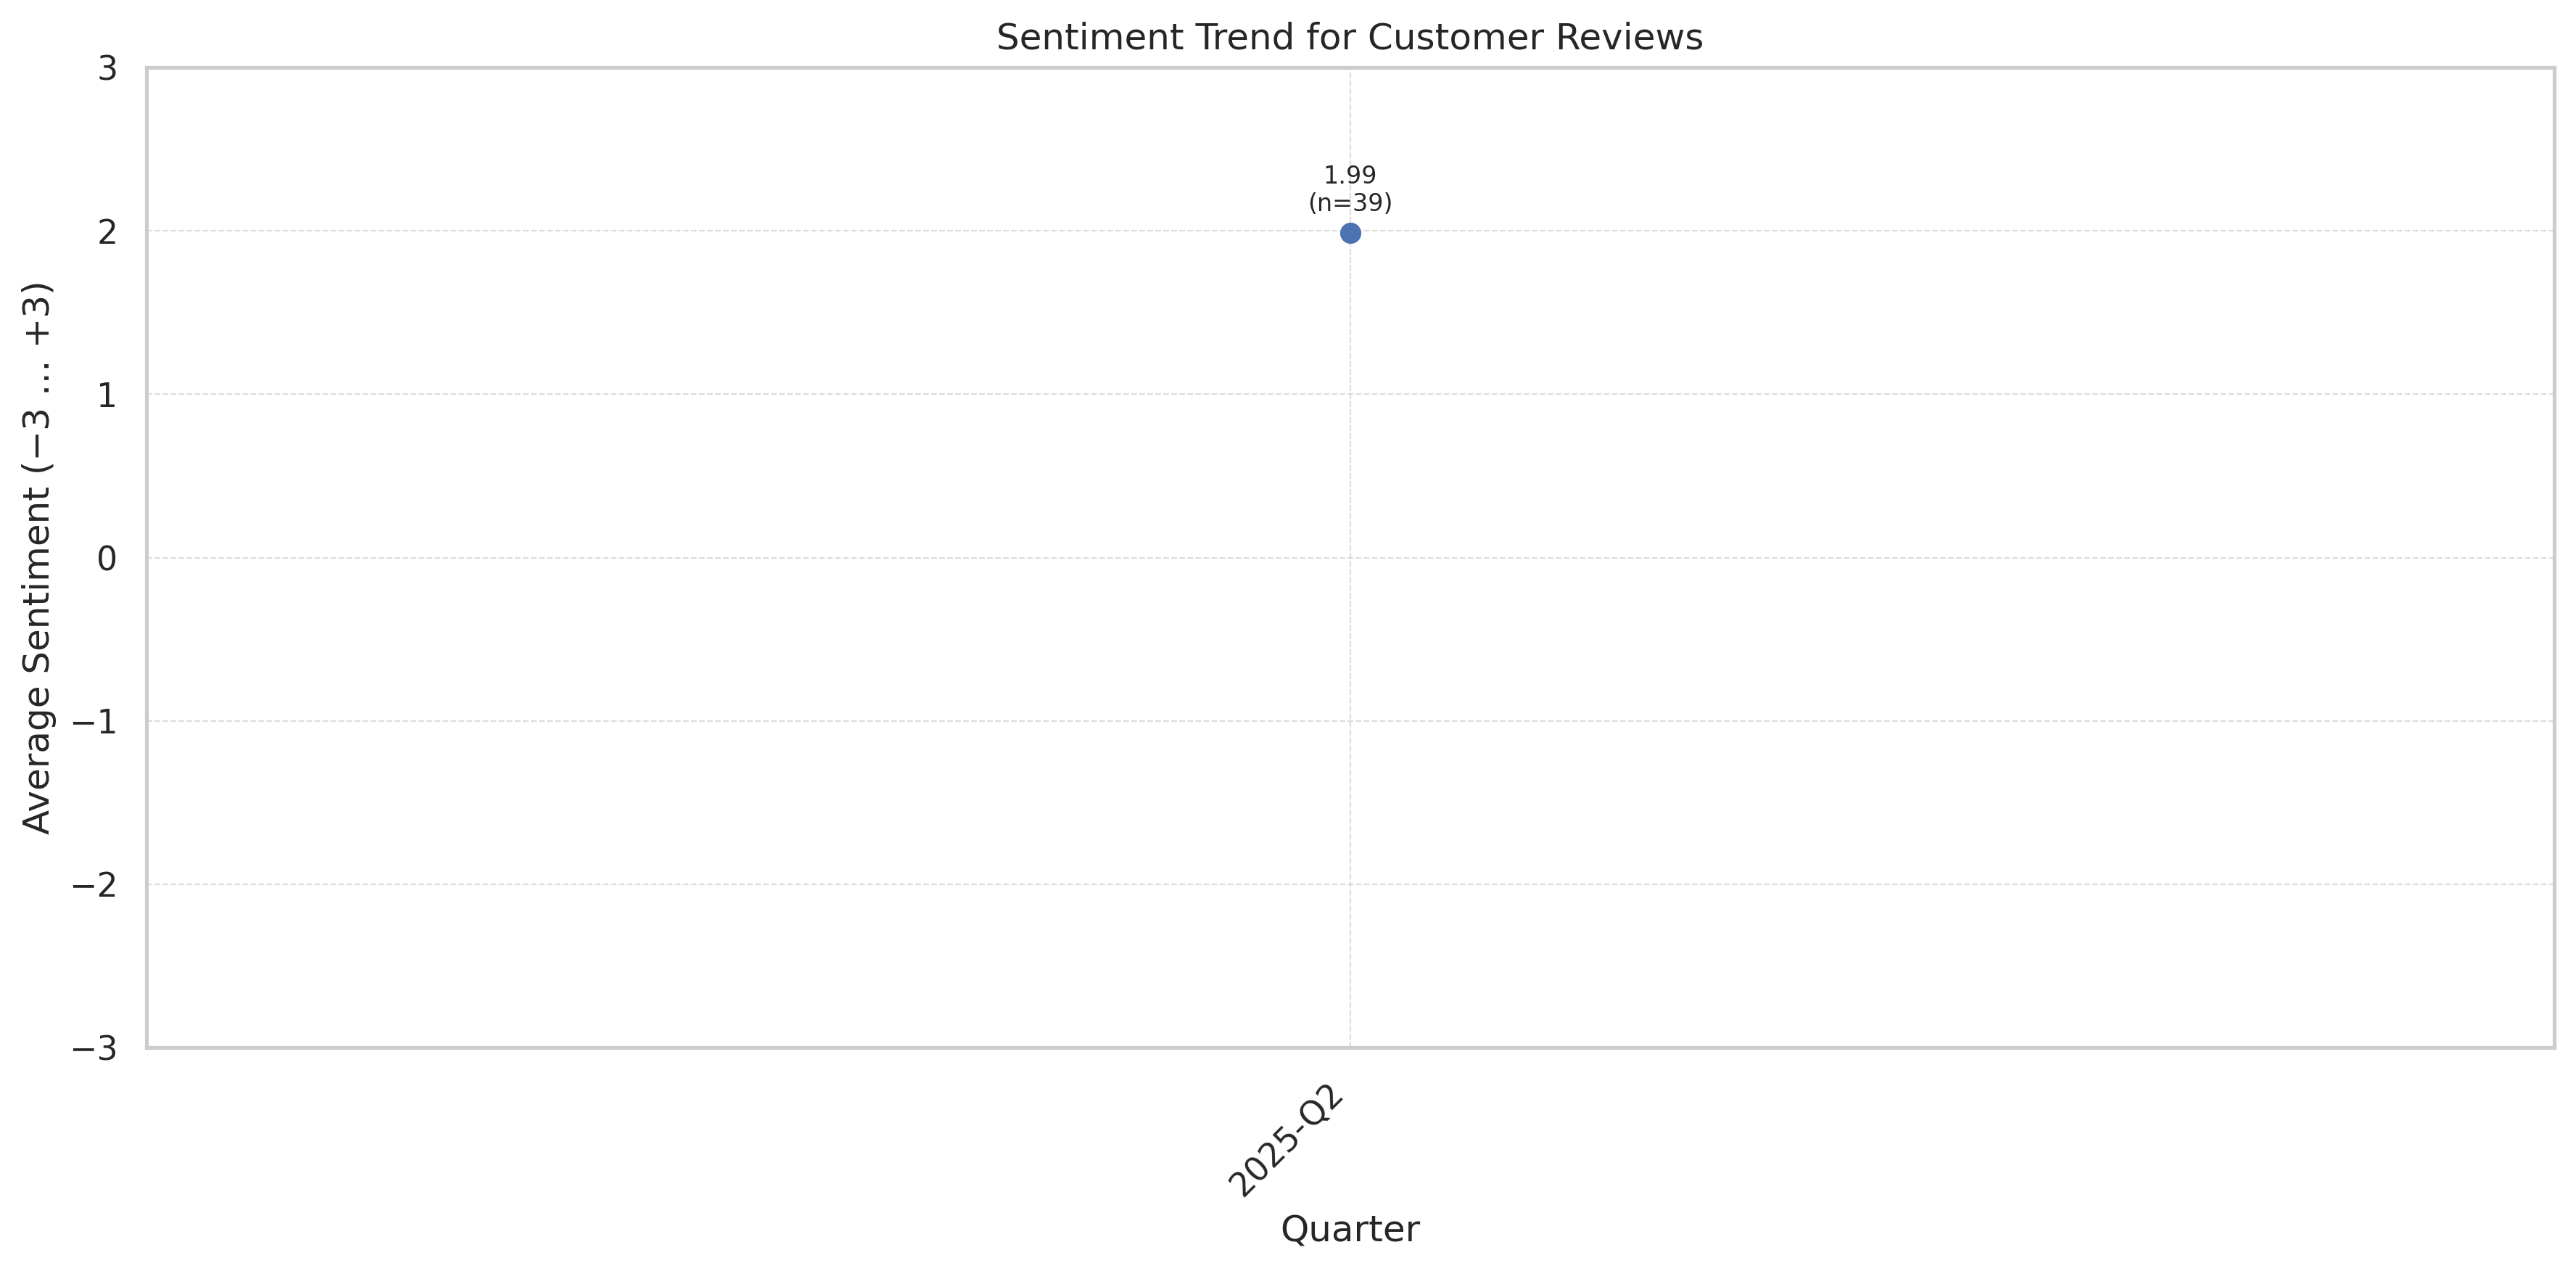 Sentiment Trend for Customer Reviews
Average Sentiment (−3 … +3)
3
2
1
0
−1
−2
−3
1.99
(n=39)
2025-Q2
Quarter